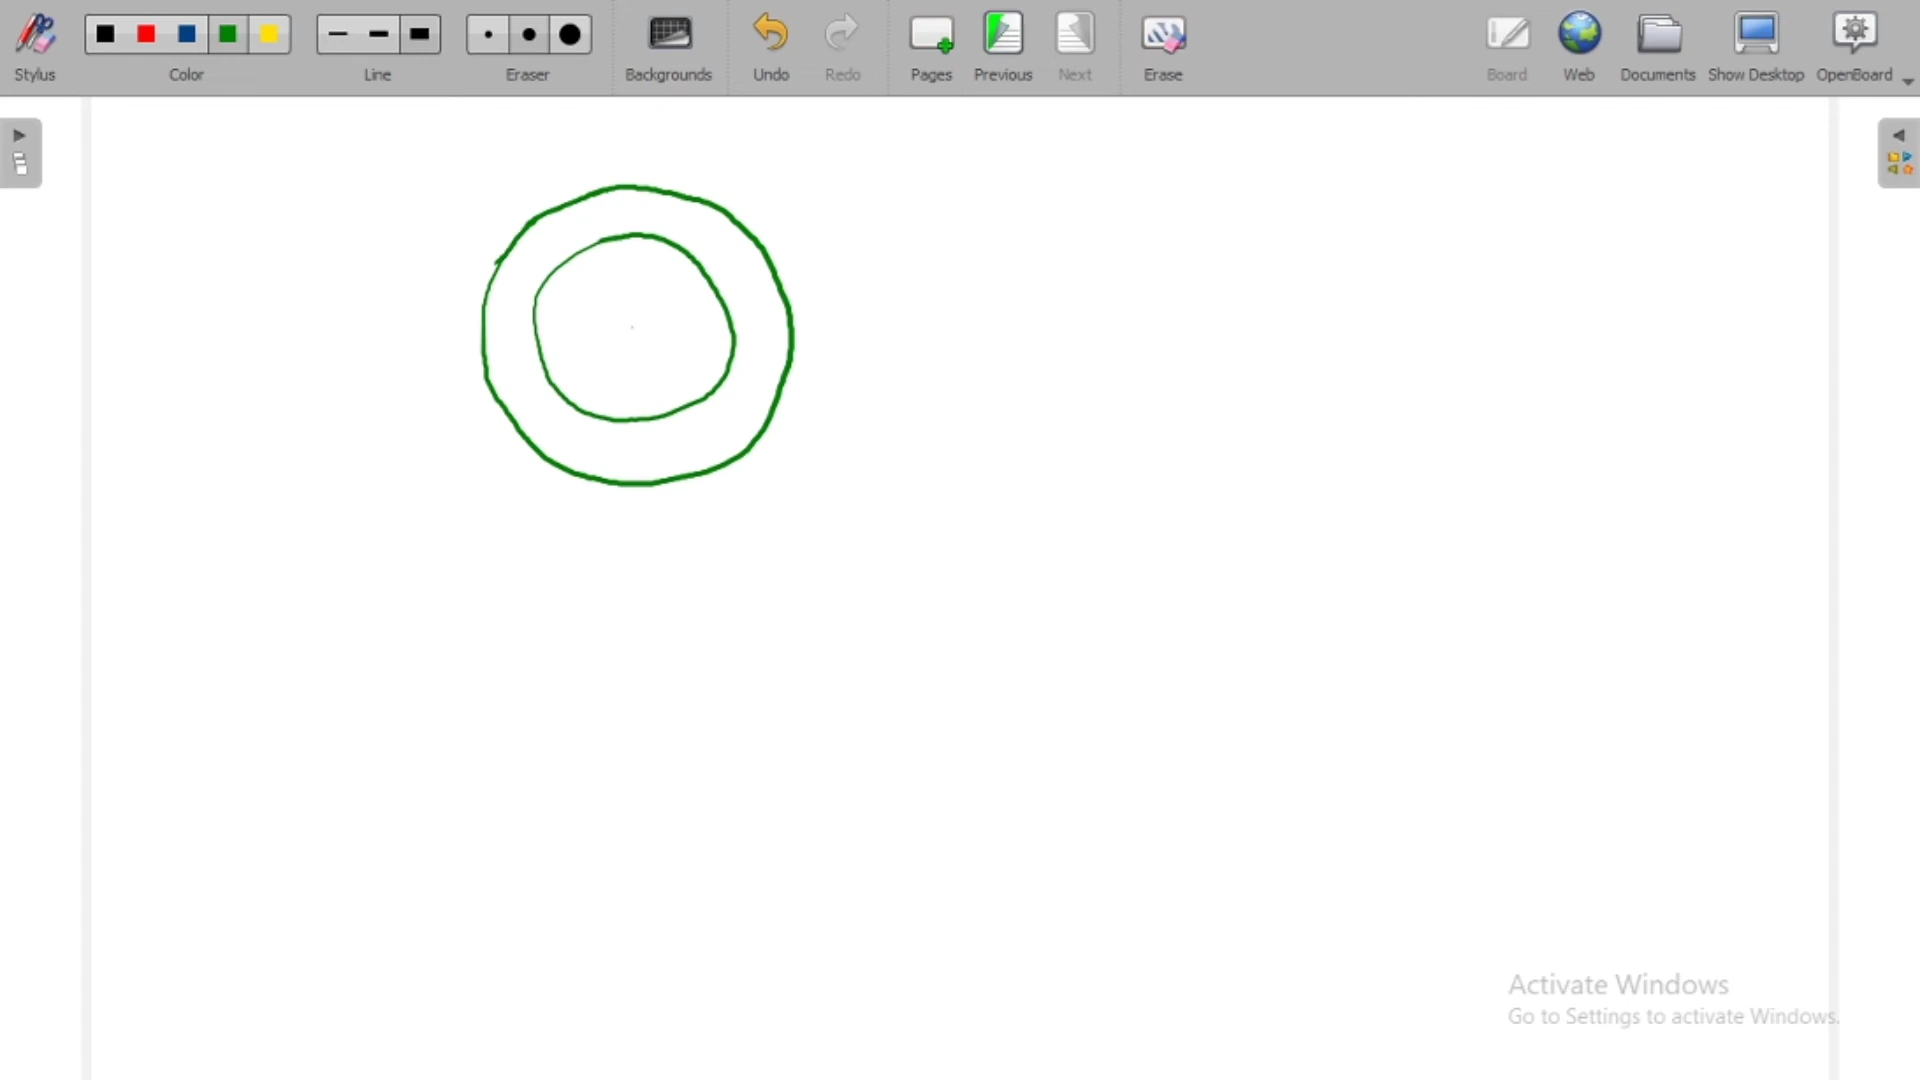 Stylus
Color
Line
Eraser
Backgrounds
Undo
Redo
Pages
Previous
Next
Erase
Board
Web
Documents
Show Desktop
OpenBoard
Activate Windows
Go to Settings to activate Windows.